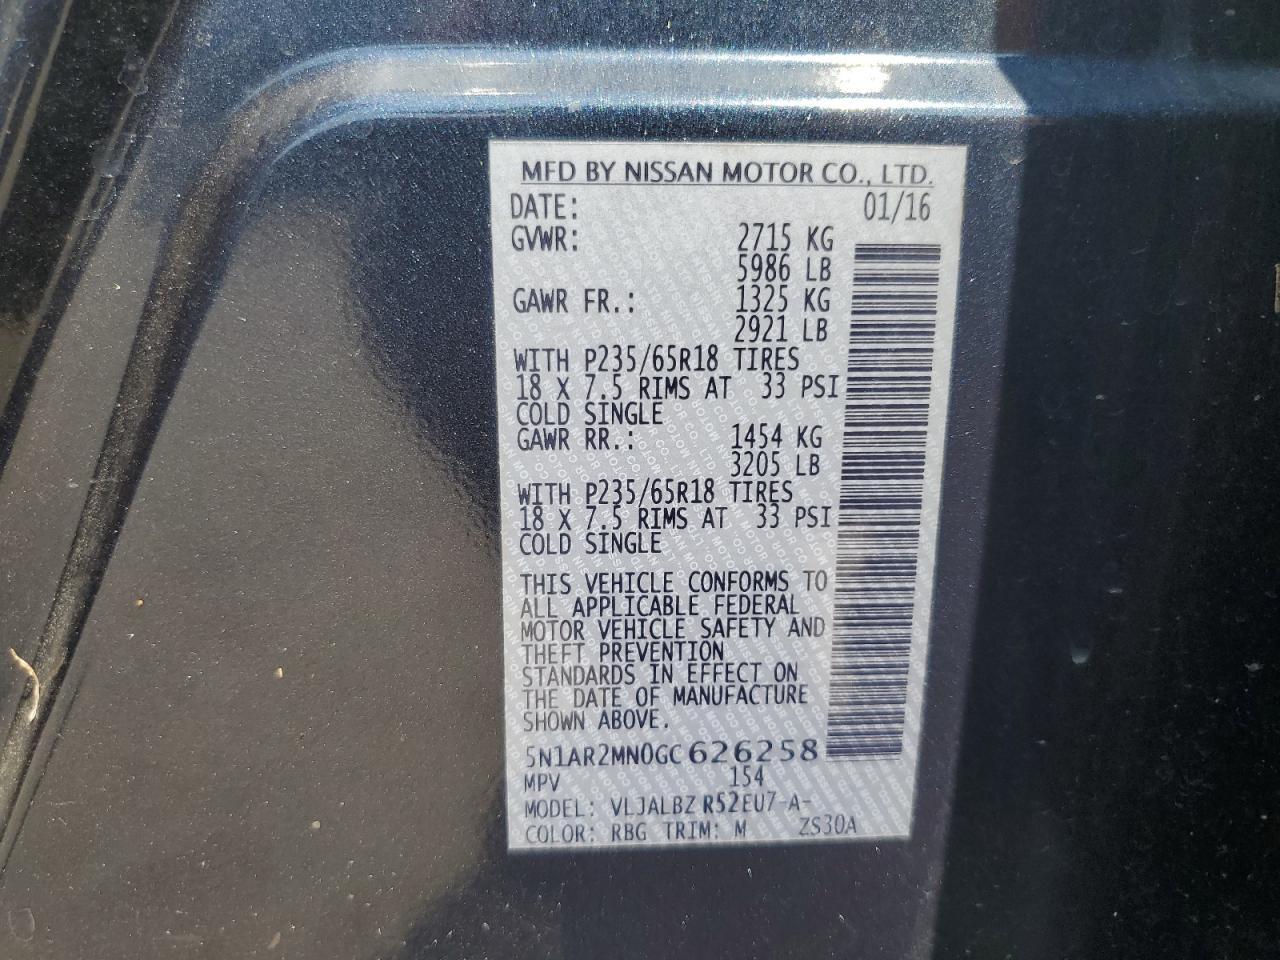 MFD BY NISSAN MOTOR CO., LTD.
DATE: 01/16
GVWR: 2715 KG
5986 LB
GAWR FR.: 1325 KG
2921 LB
WITH P235/65R18 TIRES
18 X 7.5 RIMS AT 33 PSI
COLD SINGLE
GAWR RR.: 1454 KG
3205 LB
WITH P235/65R18 TIRES
18 X 7.5 RIMS AT 33 PSI
COLD SINGLE
THIS VEHICLE CONFORMS TO
ALL APPLICABLE FEDERAL
MOTOR VEHICLE SAFETY AND
THEFT PREVENTION
STANDARDS IN EFFECT ON
THE DATE OF MANUFACTURE
SHOWN ABOVE.
5N1AR2MN0GC626258
MPV 154
MODEL: VLJALBZ R52EU7-A-
COLOR: RBG TRIM: M ZS30A